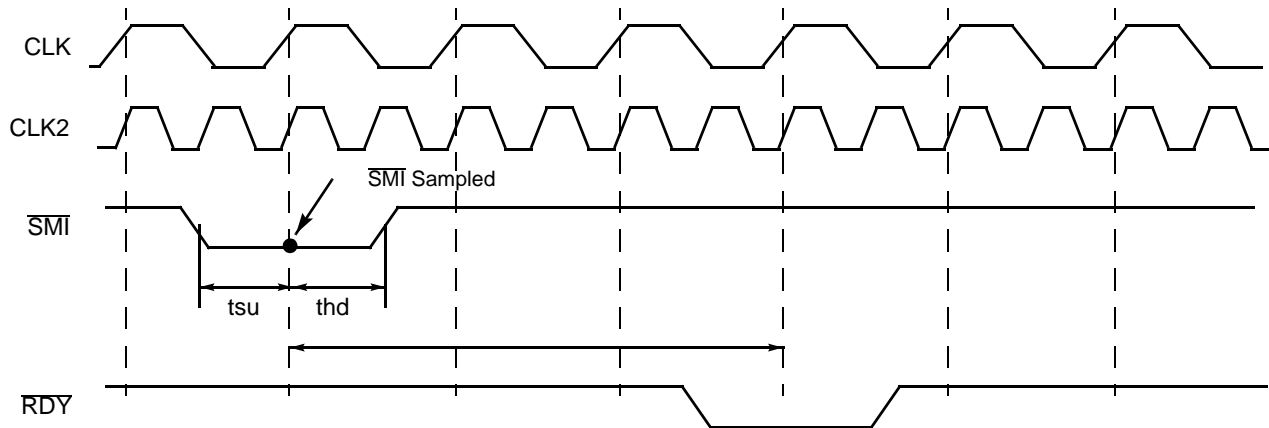 CLK
CLK2
SMI Sampled
SMI
tsu thd
RDY